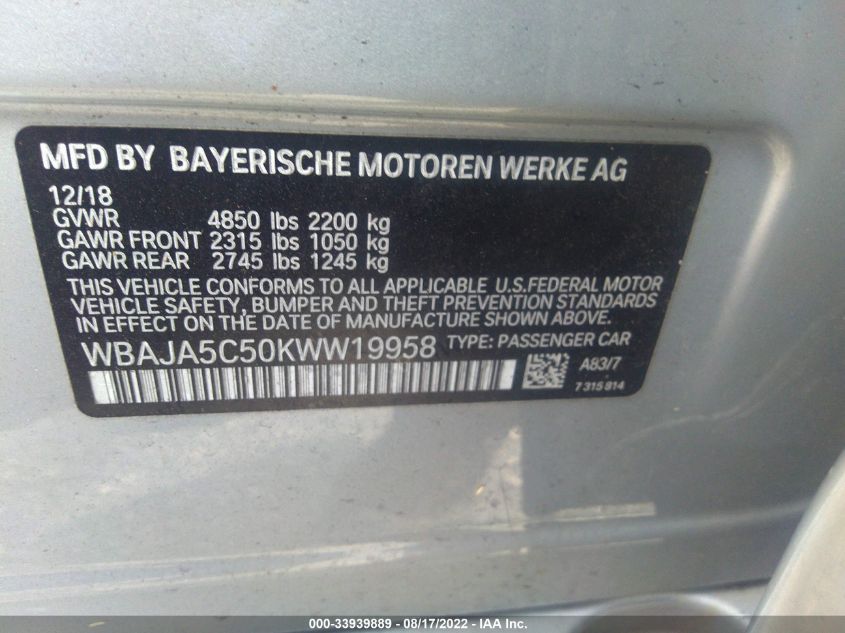 MFD BY BAYERISCHE MOTOREN WERKE AG
12/18
GVWR 4850 lbs 2200 kg
GAWR FRONT 2315 lbs 1050 kg
GAWR REAR 2745 lbs 1245 kg
THIS VEHICLE CONFORMS TO ALL APPLICABLE U.S.FEDERAL MOTOR
VEHICLE SAFETY, BUMPER AND THEFT PREVENTION STANDARDS
IN EFFECT ON THE DATE OF MANUFACTURE SHOWN ABOVE.
WBAJA5C50KWW19958 TYPE: PASSENGER CAR
A83/7
7 315 814
000-33939889 - 08/17/2022 - IAA Inc.